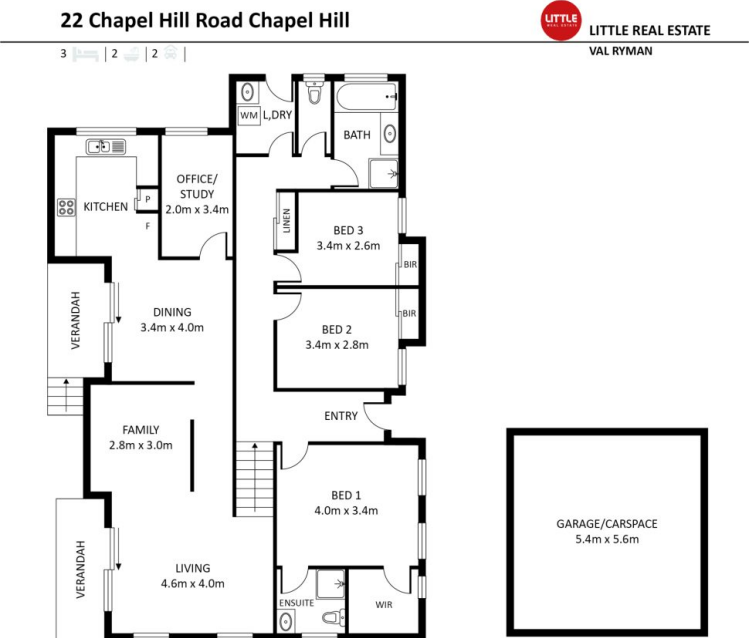 22 Chapel Hill Road Chapel Hill
LITTLE
REAL ESTATE
LITTLE REAL ESTATE
VAL RYMAN
3 2 2
WM
L,DRY
BATH
OFFICE/
STUDY
2.0m x 3.4m
KITCHEN
P
F
LINEN
BED 3
3.4m x 2.6m
BIR
VERANDAH
DINING
3.4m x 4.0m
BED 2
3.4m x 2.8m
BIR
ENTRY
FAMILY
2.8m x 3.0m
BED 1
4.0m x 3.4m
GARAGE/CARSPACE
5.4m x 5.6m
VERANDAH
LIVING
4.6m x 4.0m
ENSUITE
WIR